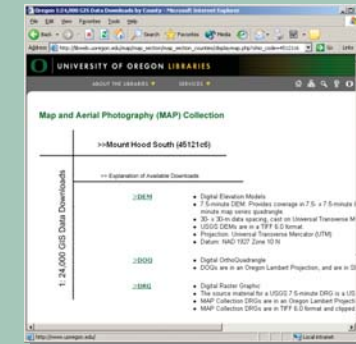 Oregon 1:24,000 GIS Data Downloads by County - Microsoft Internet Explorer
File Edit View Favorites Tools Help
Back Search Favorites Media
Address Go Links
UNIVERSITY OF OREGON LIBRARIES
ABOUT THE LIBRARIES SERVICES
Map and Aerial Photography (MAP) Collection
>>Mount Hood South (45121c6)
>> Explanation of Available Downloads
1: 24,000 GIS Data Downloads
>DEM
Digital Elevation Models
7.5-minute DEM: Provides coverage in 7.5- x 7.5-minute
minute map series quadrangle.
30- x 30-m data spacing, cast on Universal Transverse M
USGS DEMs are in a TIFF 6.0 format.
Projection: Universal Transverse Mercator (UTM)
Datum: NAD 1927 Zone 10 N
>DOQ
Digital OrthoQuadrangle
DOQs are in an Oregon Lambert Projection, and are in
>DRG
Digital Raster Graphic
The source material for a USGS 7.5-minute DRG is a US
MAP Collection DRGs are in an Oregon Lambert Projecti
MAP Collection DRGs are in TIFF 6.0 format and clipped
http://www.uoregon.edu/
Local intranet